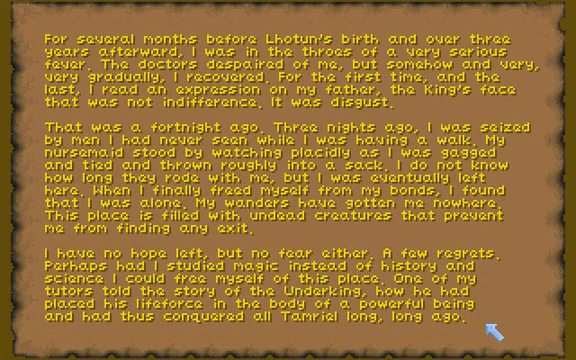 For several months before Lhotun's birth and over three
years afterward, I was in the throes of a very serious
fever. The doctors despaired of me, but somehow and very,
very gradually, I recovered. For the first time, and the
last, I read an expression on my father, the King's face
that was not indifference. It was disgust.
That was a fortnight ago. Three nights ago, I was seized
by men I had never seen while I was having a walk. My
nursemaid stood by watching placidly as I was gagged
and tied and thrown roughly into a sack. I do not know
how long they rode with me, but I was eventually left
here. When I finally freed myself from my bonds, I found
that I was alone. My wanders have gotten me nowhere.
This place is filled with undead creatures that prevent
me from finding any exit.
I have no hope left, but no fear either. A few regrets.
Perhaps had I studied magic instead of history and
science I could free myself of this place. One of my
tutors told the story of the Underking, how he had
placed his lifeforce in the body of a powerful being
and had thus conquered all Tamriel long, long ago.